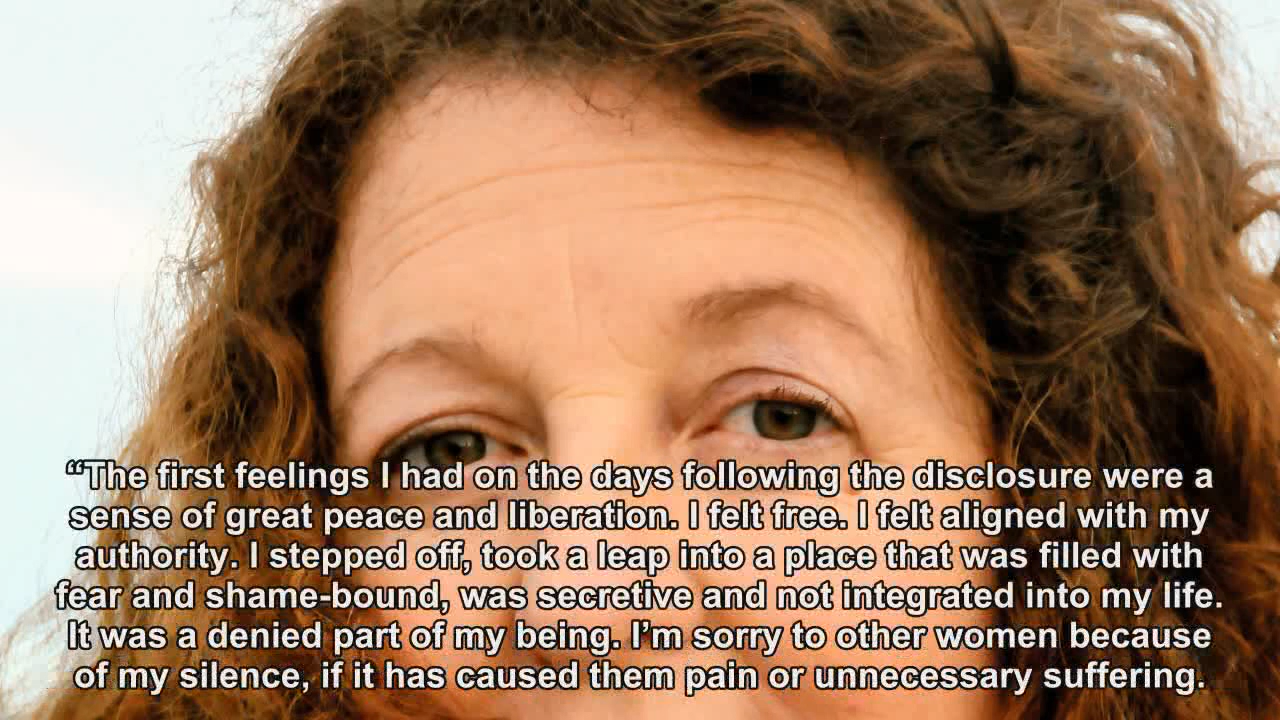 “The first feelings I had on the days following the disclosure were a
sense of great peace and liberation. I felt free. I felt aligned with my
authority. I stepped off, took a leap into a place that was filled with
fear and shame-bound, was secretive and not integrated into my life.
It was a denied part of my being. I’m sorry to other women because
of my silence, if it has caused them pain or unnecessary suffering.